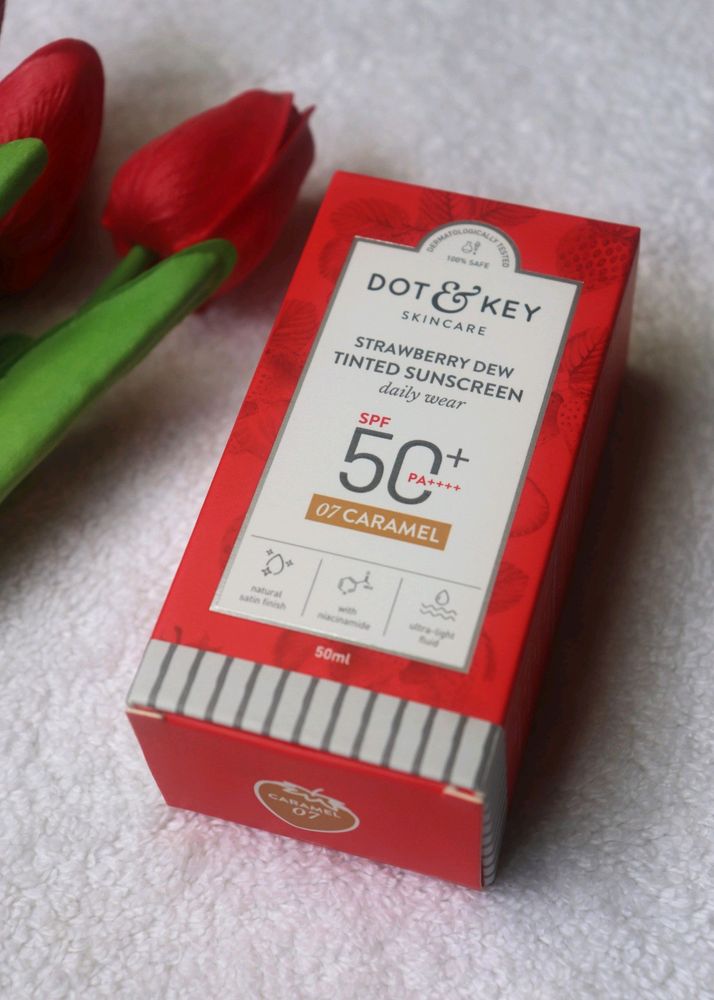 DERMATOLOGICALLY TESTED
100% SAFE
DOT & KEY
SKINCARE
STRAWBERRY DEW
TINTED SUNSCREEN
daily wear
SPF
50+
PA++++
07 CARAMEL
natural
satin finish
with
niacinamide
ultra-light
fluid
50ml
CARAMEL
07